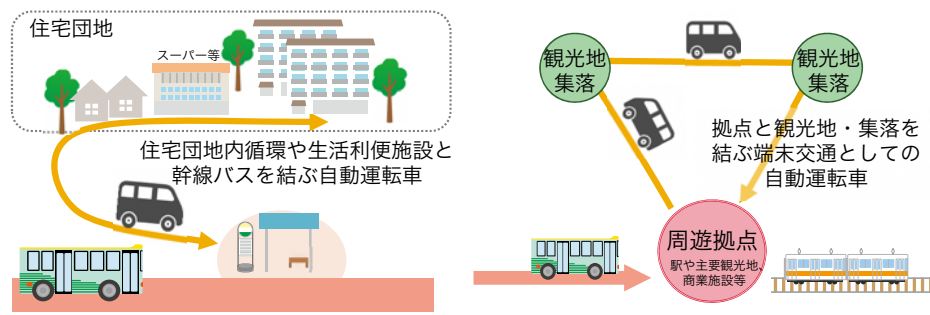 住宅団地
スーパー等
住宅団地内循環や生活利便施設と
幹線バスを結ぶ自動運転車
観光地
集落
観光地
集落
拠点と観光地・集落を
結ぶ端末交通としての
自動運転車
周遊拠点
駅や主要観光地、
商業施設等